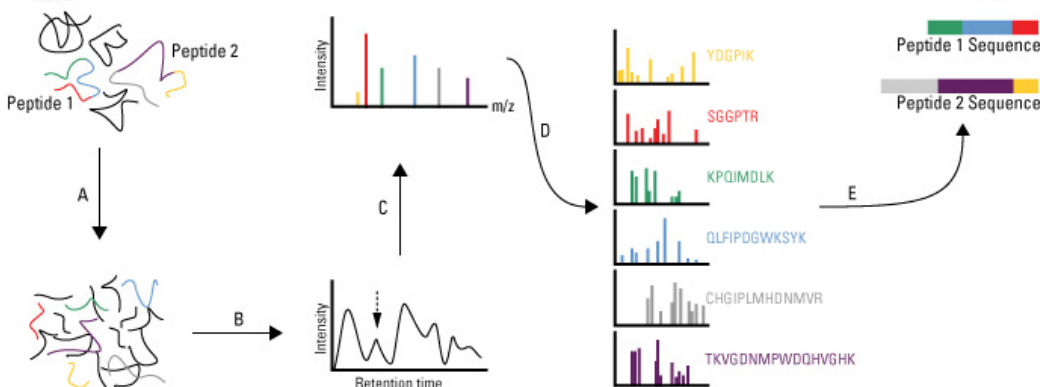 Peptide 2
Peptide 1
A
B
Intensity
Retention time
C
Intensity
m/z
D
YDGPIK
SGGPTR
KPQIMDLK
QLFIPDGWKSYK
CHGIPLMHDNMVR
TKVGDNMPWDQHVGHK
E
Peptide 1 Sequence
Peptide 2 Sequence